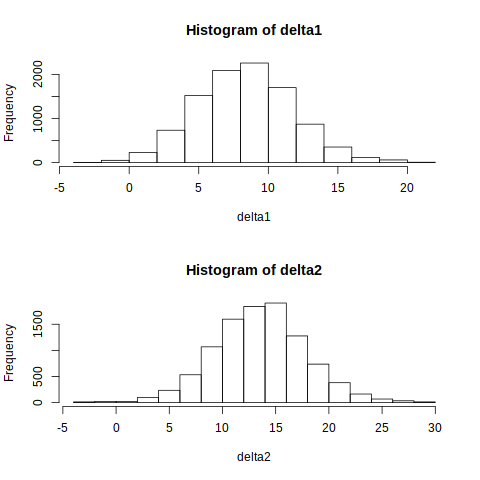 Histogram of delta1
Frequency
0 1000 2000
-5 0 5 10 15 20
delta1
Histogram of delta2
Frequency
0 500 1500
-5 0 5 10 15 20 25 30
delta2